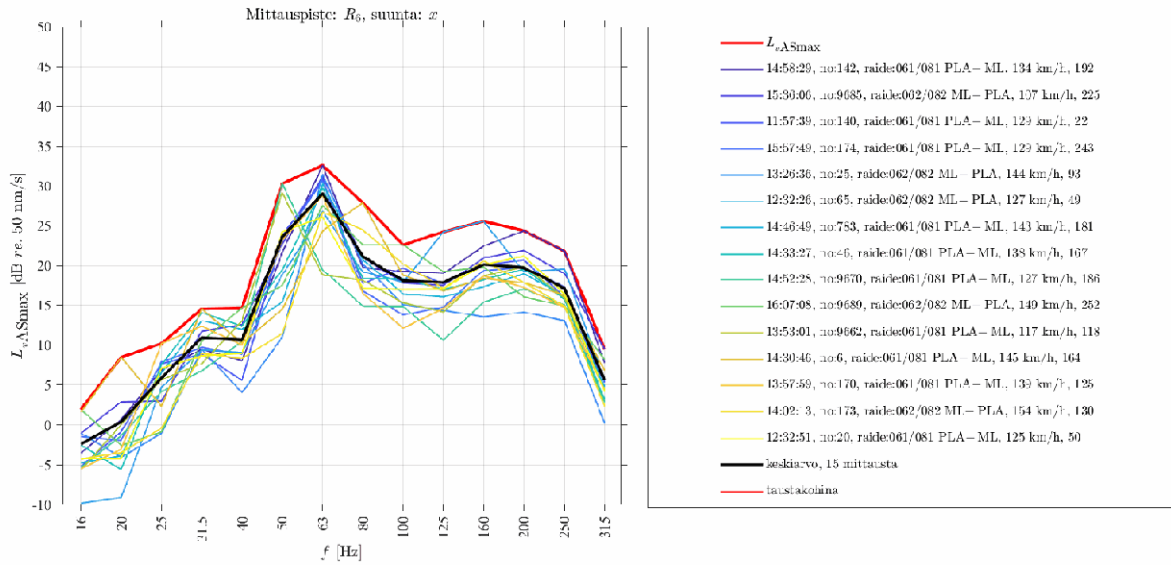 Mittauspiste: R₆, suunta: x
50
45
40
35
30
25
20
15
10
5
0
-5
-10
L_vASmax [dB re. 50 nm/s]
16
20
25
31.5
40
50
63
80
100
125
160
200
250
315
f [Hz]
L_vASmax
14:58:29, no:142, raide:061/081 PLA−ML, 134 km/h, 192
15:30:06, no:9685, raide:062/082 ML−PLA, 107 km/h, 225
11:57:39, no:140, raide:061/081 PLA−ML, 129 km/h, 22
15:57:49, no:174, raide:061/081 PLA−ML, 129 km/h, 243
13:26:36, no:25, raide:062/082 ML−PLA, 144 km/h, 93
12:32:26, no:65, raide:062/082 ML−PLA, 127 km/h, 49
14:46:49, no:783, raide:061/081 PLA−ML, 143 km/h, 181
14:33:27, no:46, raide:061/081 PLA−ML, 138 km/h, 167
14:52:28, no:9670, raide:061/081 PLA−ML, 127 km/h, 186
16:07:08, no:9689, raide:062/082 ML−PLA, 149 km/h, 252
13:53:01, no:9662, raide:061/081 PLA−ML, 117 km/h, 118
14:30:46, no:6, raide:061/081 PLA−ML, 145 km/h, 164
13:57:59, no:170, raide:061/081 PLA−ML, 139 km/h, 125
14:02:13, no:173, raide:062/082 ML−PLA, 154 km/h, 130
12:32:51, no:20, raide:061/081 PLA−ML, 125 km/h, 50
keskiarvo, 15 mittausta
taustakohina